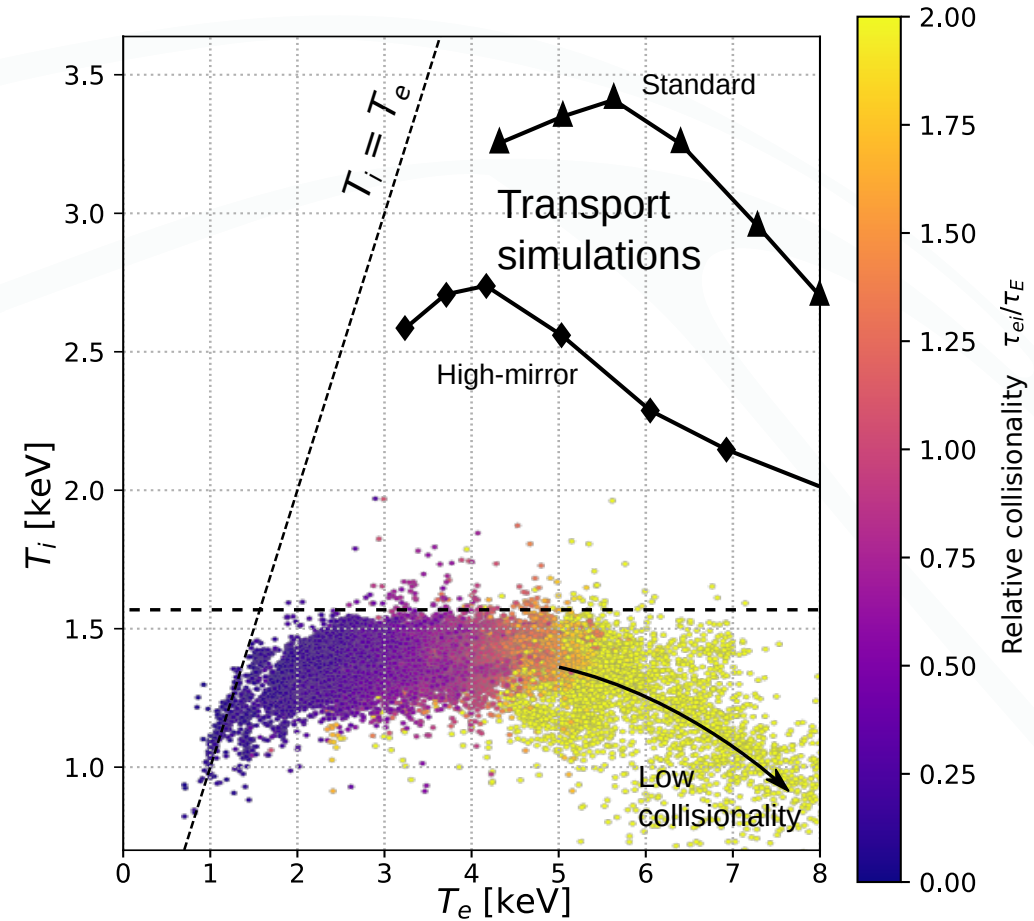 2.00
3.5
Standard
T_i = T_e
1.75
Transport
simulations
3.0
1.50
2.5
High-mirror
1.25
T_i [keV]
2.0
1.00
Relative collisionality τ_ei/τ_E
0.75
1.5
0.50
1.0
Low
collisionality
0.25
0.00
0 1 2 3 4 5 6 7 8
T_e [keV]